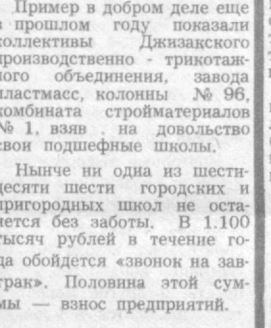 Пример в добром деле еще
в прошлом году показали
коллективы Джизакского
производственно - трикотаж-
ного объединения, завода
пластмасс, колонны № 96,
комбината стройматериалов
№ 1, взяв на довольство
свои подшефные школы.
Нынче ни одна из шести-
десяти шести городских и
пригородных школ не оста-
нется без заботы. В 1.100
тысяч рублей в течение го-
да обойдется «звонок на зав-
трак». Половина этой сум-
мы — взнос предприятий.